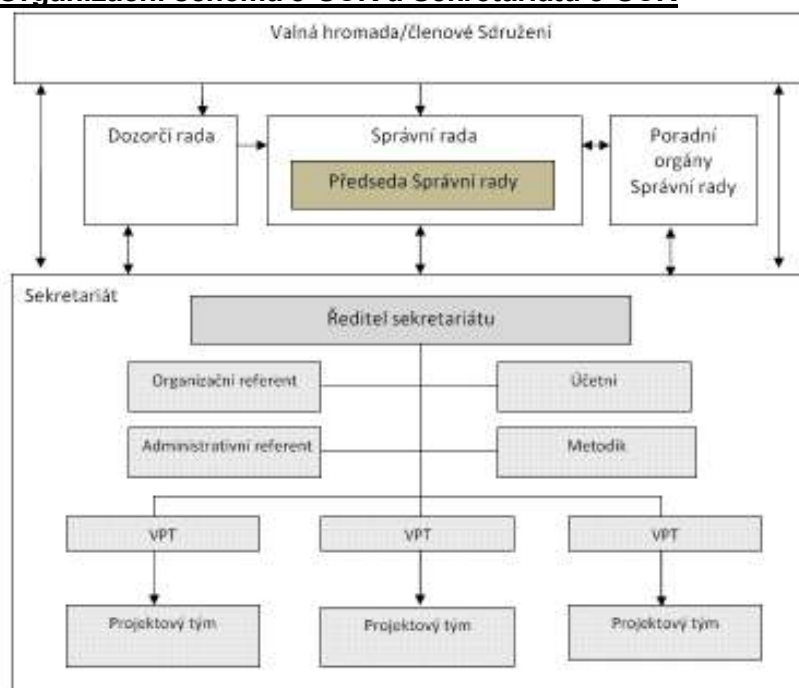 Valná hromada/členové Sdružení
Dozorčí rada
Správní rada
Předseda Správní rady
Poradní
orgány
Správní rady
Sekretariát
Ředitel sekretariátu
Organizační referent
Účetní
Administrativní referent
Metodik
VPT
VPT
VPT
Projektový tým
Projektový tým
Projektový tým